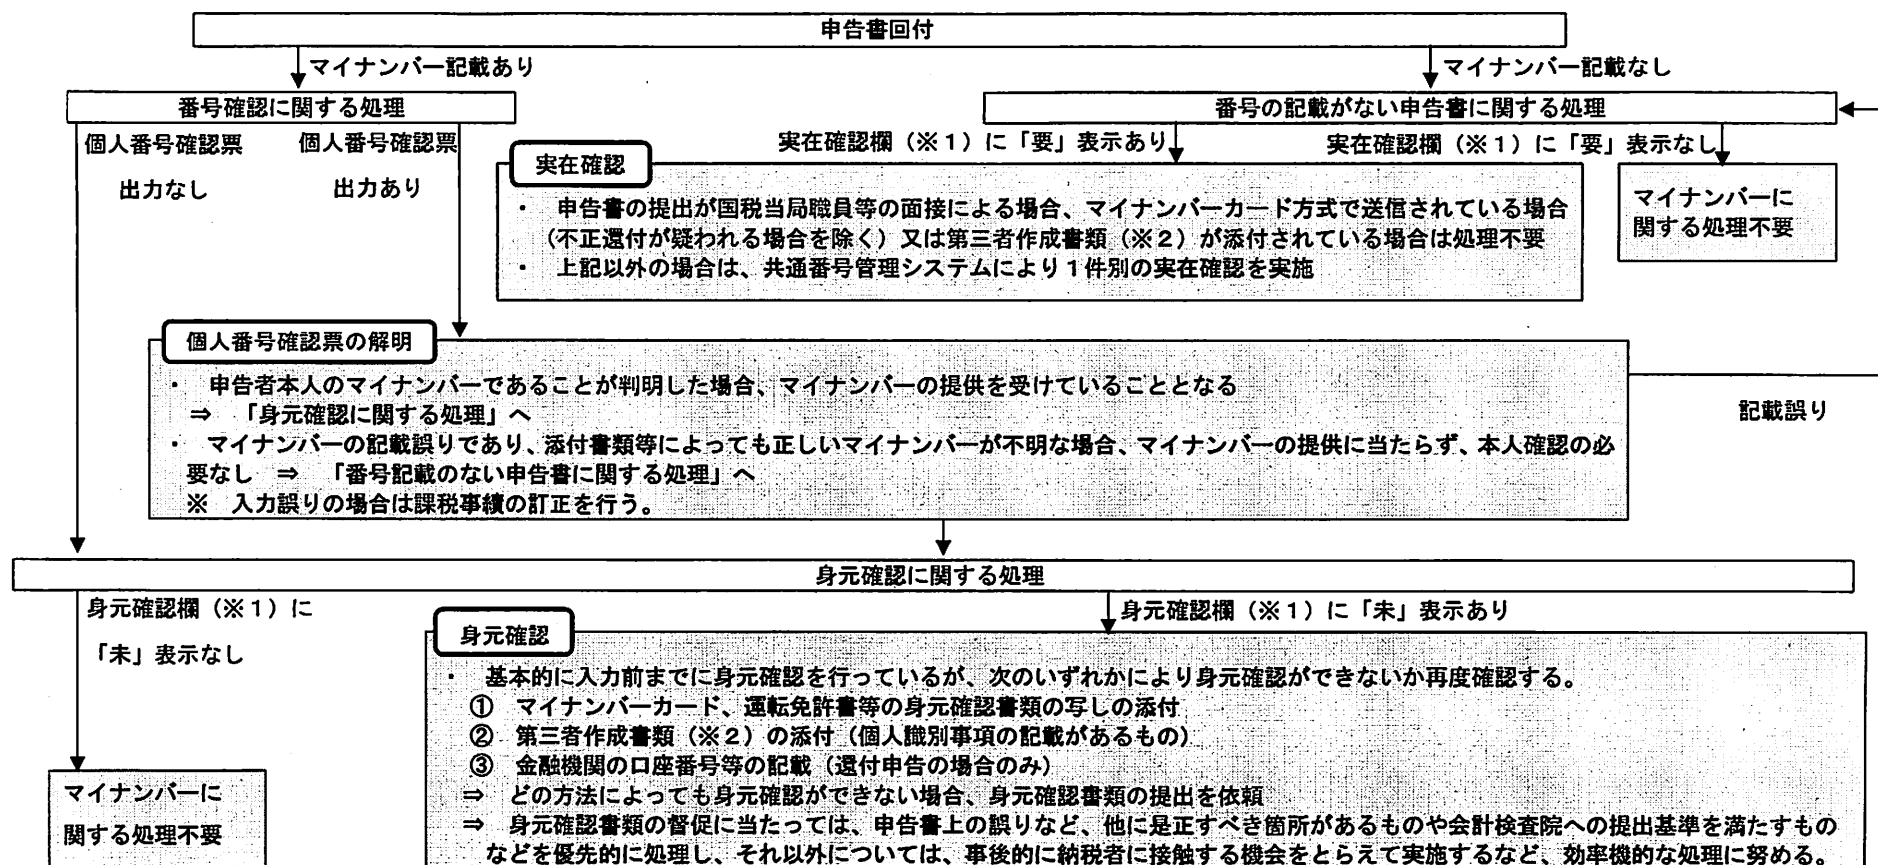 申告書回付
マイナンバー記載あり
マイナンバー記載なし
番号確認に関する処理
番号の記載がない申告書に関する処理
個人番号確認票
出力なし
個人番号確認票
出力あり
実在確認欄（※１）に「要」表示あり
実在確認欄（※１）に「要」表示なし
実在確認
・　申告書の提出が国税当局職員等の面接による場合、マイナンバーカード方式で送信されている場合
（不正還付が疑われる場合を除く）又は第三者作成書類（※２）が添付されている場合は処理不要
・　上記以外の場合は、共通番号管理システムにより１件別の実在確認を実施
マイナンバーに
関する処理不要
個人番号確認票の解明
・　申告者本人のマイナンバーであることが判明した場合、マイナンバーの提供を受けていることとなる
⇒　「身元確認に関する処理」へ
・　マイナンバーの記載誤りであり、添付書類等によっても正しいマイナンバーが不明な場合、マイナンバーの提供に当たらず、本人確認の必
要なし　⇒　「番号記載のない申告書に関する処理」へ
※　入力誤りの場合は課税事績の訂正を行う。
記載誤り
身元確認に関する処理
身元確認欄（※１）に
「未」表示なし
身元確認欄（※１）に「未」表示あり
身元確認
・　基本的に入力前までに身元確認を行っているが、次のいずれかにより身元確認ができないか再度確認する。
①　マイナンバーカード、運転免許書等の身元確認書類の写しの添付
②　第三者作成書類（※２）の添付（個人識別事項の記載があるもの）
③　金融機関の口座番号等の記載（還付申告の場合のみ）
⇒　どの方法によっても身元確認ができない場合、身元確認書類の提出を依頼
⇒　身元確認書類の督促に当たっては、申告書上の誤りなど、他に是正すべき箇所があるものや会計検査院への提出基準を満たすもの
などを優先的に処理し、それ以外については、事後的に納税者に接触する機会をとらえて実施するなど、効率機的な処理に努める。
マイナンバーに
関する処理不要